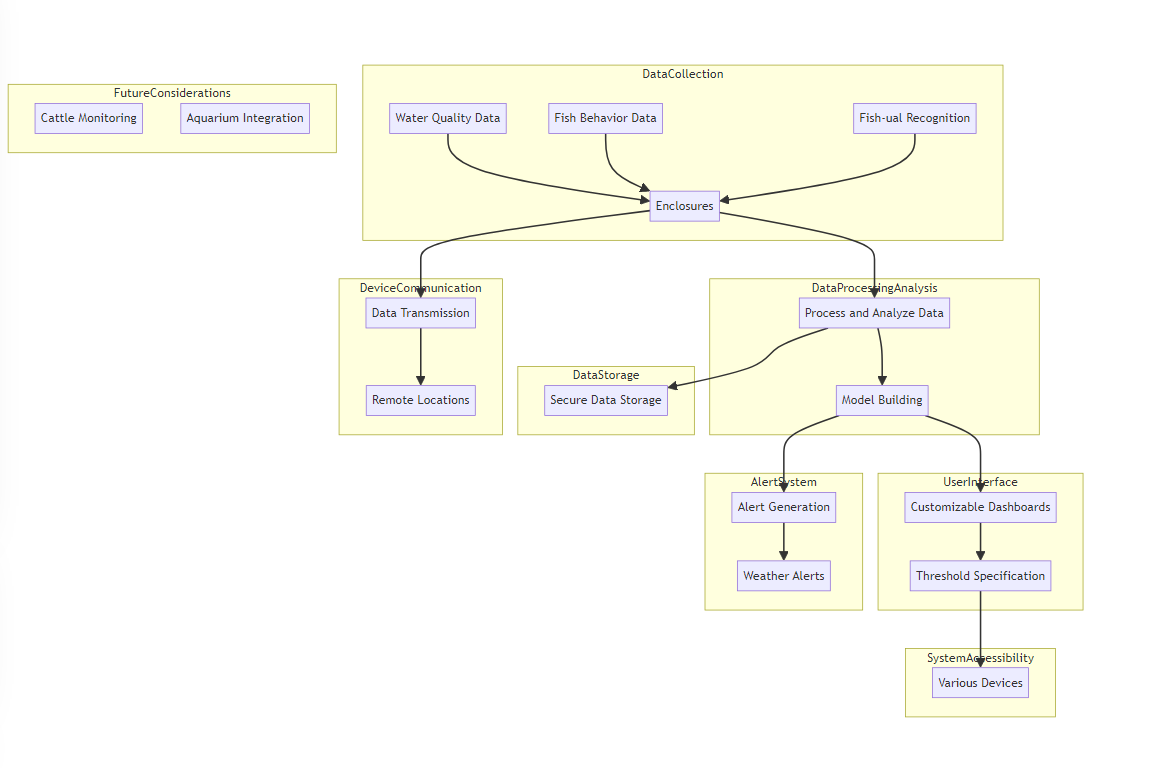 DataCollection
FutureConsiderations
Cattle Monitoring
Aquarium Integration
Water Quality Data
Fish Behavior Data
Fish-ual Recognition
Enclosures
DeviceCommunication
Data Transmission
Remote Locations
DataProcessingAnalysis
Process and Analyze Data
DataStorage
Secure Data Storage
Model Building
AlertSystem
Alert Generation
Weather Alerts
UserInterface
Customizable Dashboards
Threshold Specification
SystemAccessibility
Various Devices